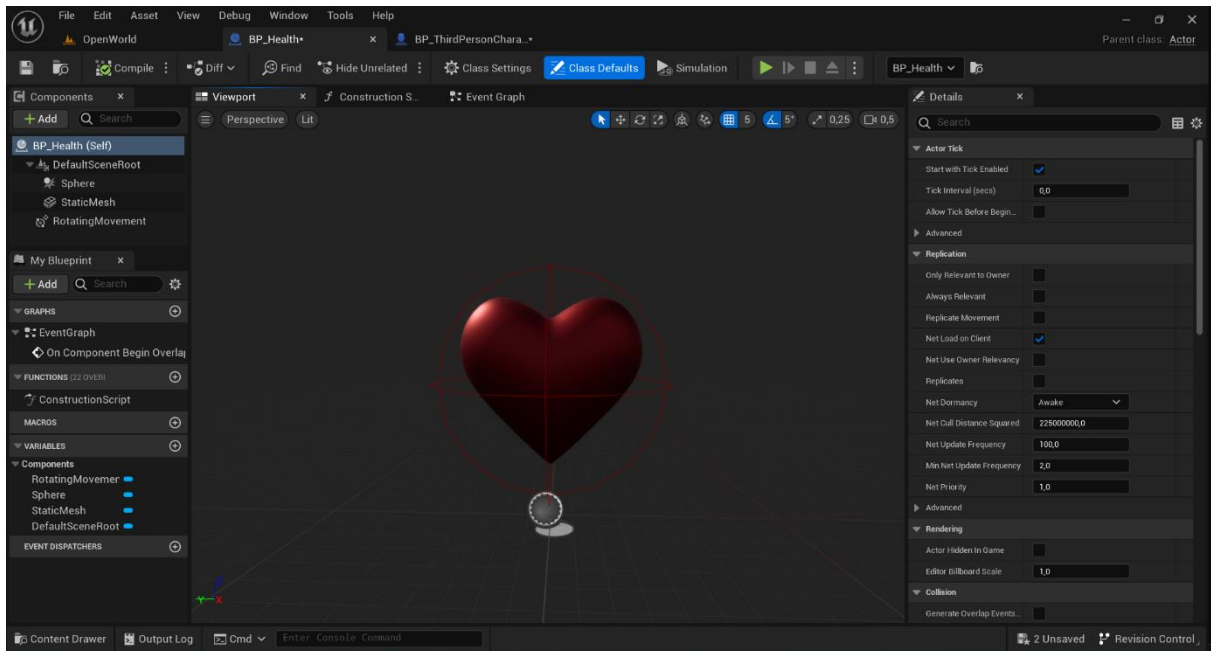 File Edit Asset View Debug Window Tools Help
OpenWorld BP_Health• BP_ThirdPersonChara...•
Parent class: Actor
Compile Diff Find Hide Unrelated Class Settings Class Defaults Simulation BP_Health
Components Viewport Construction S... Event Graph Details
Add Search Perspective Lit 5 5° 0,25 0,5 Search
BP_Health (Self)
DefaultSceneRoot
Sphere
StaticMesh
RotatingMovement
My Blueprint
Add Search
GRAPHS
EventGraph
On Component Begin Overlap
FUNCTIONS (22 OVERI
ConstructionScript
MACROS
VARIABLES
Components
RotatingMovemer
Sphere
StaticMesh
DefaultSceneRoot
EVENT DISPATCHERS
Actor Tick
Start with Tick Enabled
Tick Interval (secs) 0,0
Allow Tick Before Begin...
Advanced
Replication
Only Relevant to Owner
Always Relevant
Replicate Movement
Net Load on Client
Net Use Owner Relevancy
Replicates
Net Dormancy Awake
Net Cull Distance Squared 225000000,0
Net Update Frequency 100,0
Min Net Update Frequency 2,0
Net Priority 1,0
Advanced
Rendering
Actor Hidden In Game
Editor Billboard Scale 1,0
Collision
Generate Overlap Events...
Content Drawer Output Log Cmd Enter Console Command 2 Unsaved Revision Control